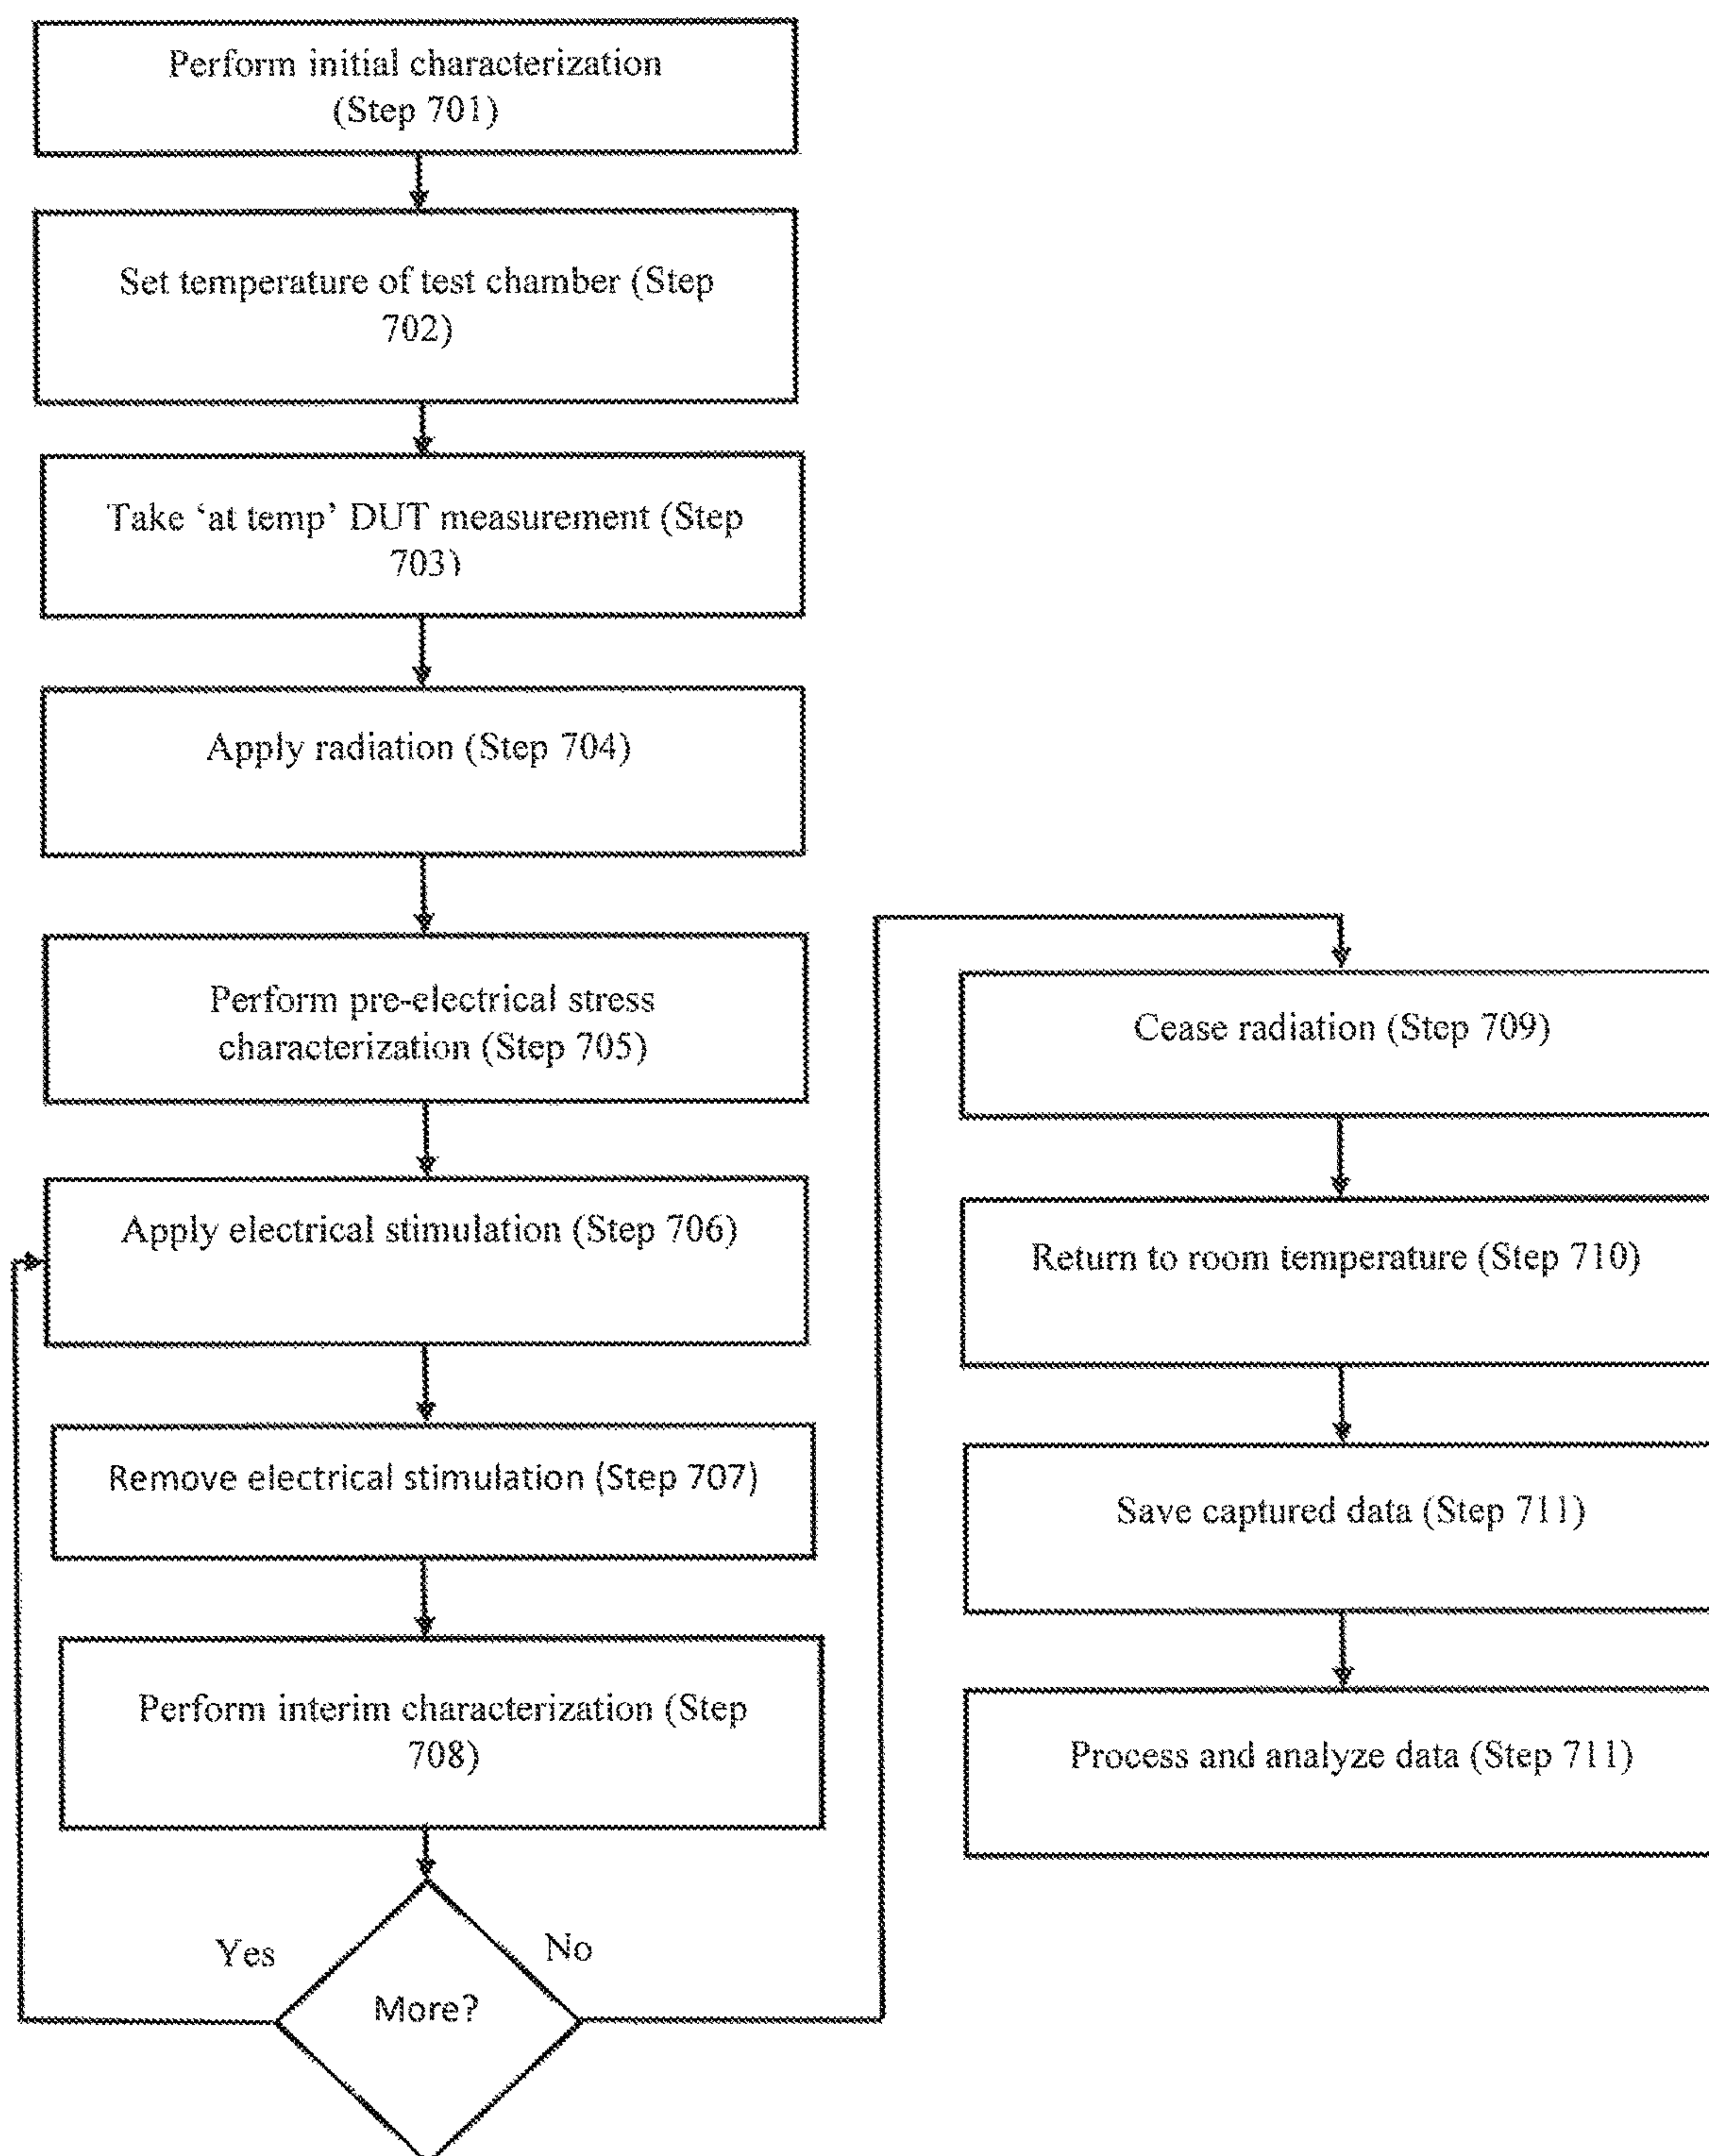 Perform initial characterization
(Step 701)
Set temperature of test chamber (Step
702)
Take ‘at temp’ DUT measurement (Step
703)
Apply radiation (Step 704)
Perform pre-electrical stress
characterization (Step 705)
Apply electrical stimulation (Step 706)
Remove electrical stimulation (Step 707)
Perform interim characterization (Step
708)
Yes
No
More?
Cease radiation (Step 709)
Return to room temperature (Step 710)
Save captured data (Step 711)
Process and analyze data (Step 711)